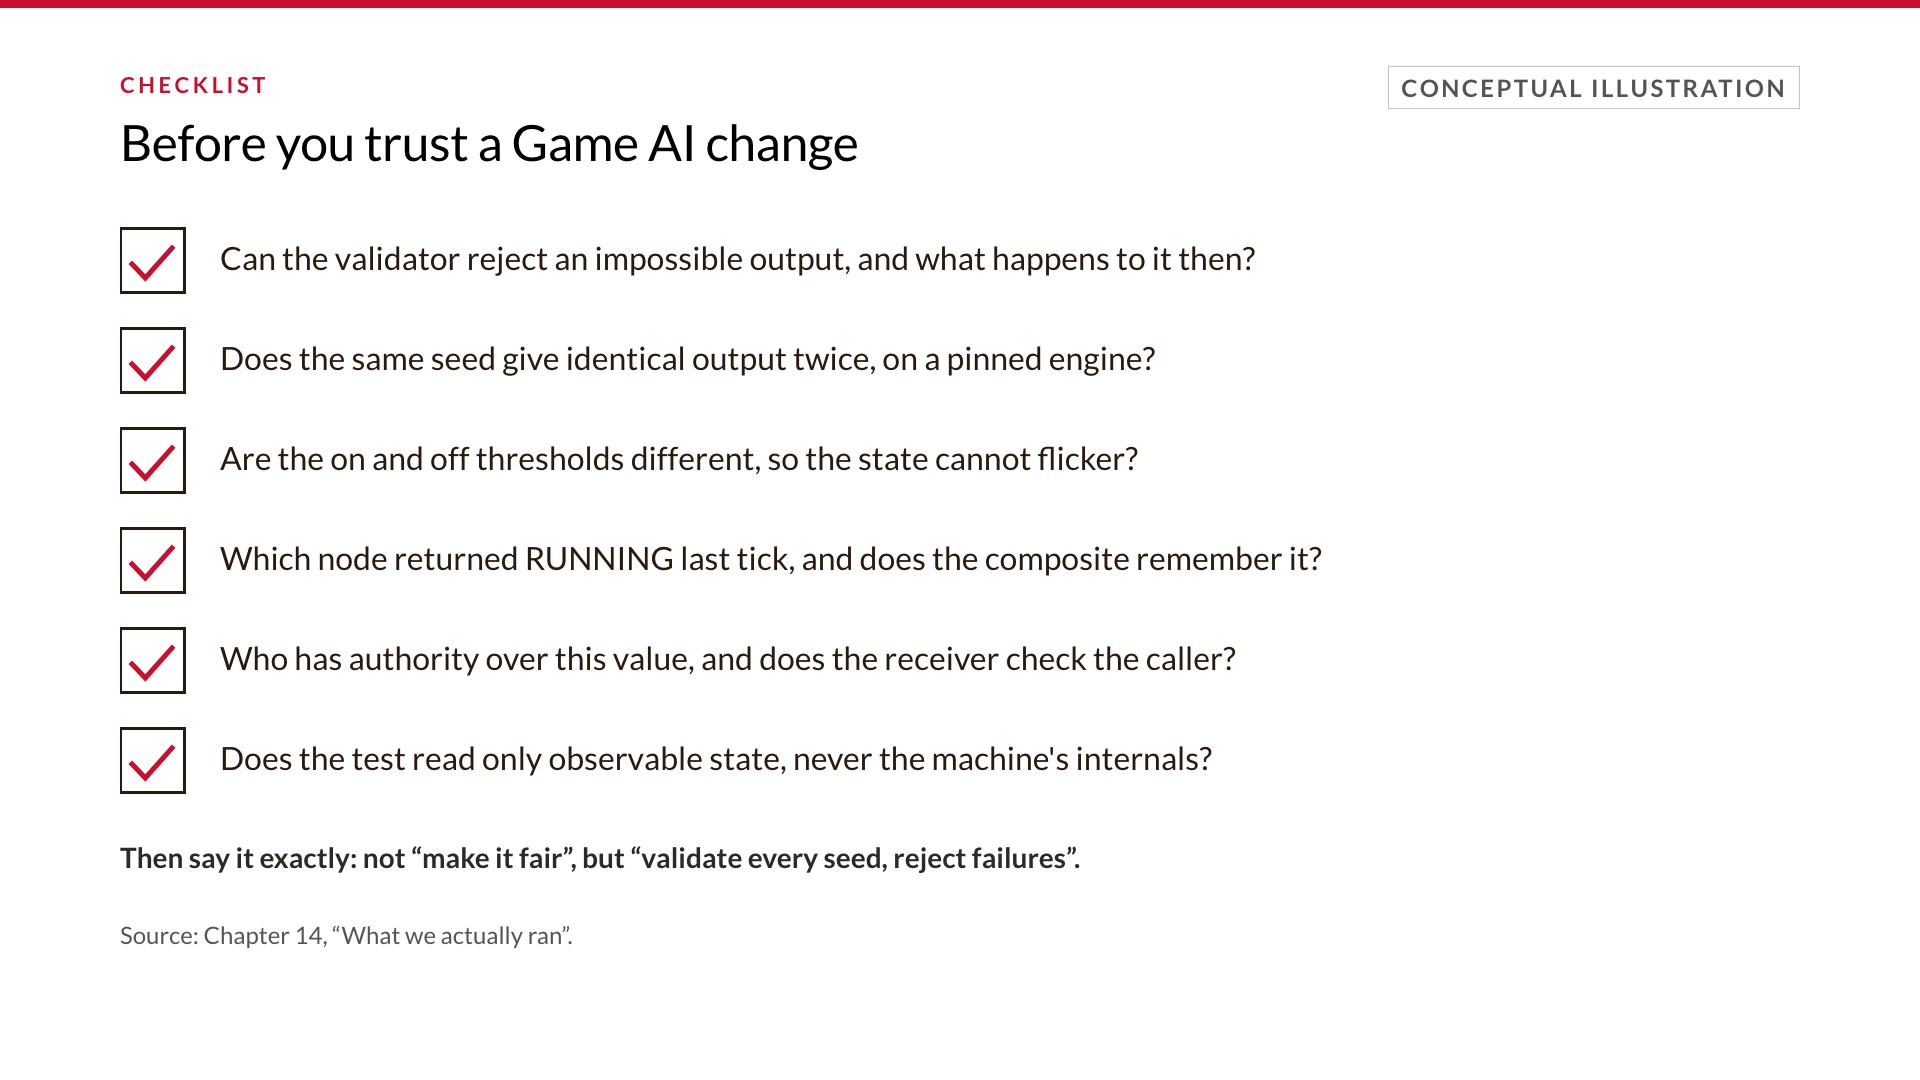 CHECKLIST
CONCEPTUAL ILLUSTRATION
Before you trust a Game AI change
Can the validator reject an impossible output, and what happens to it then?
Does the same seed give identical output twice, on a pinned engine?
Are the on and off thresholds different, so the state cannot flicker?
Which node returned RUNNING last tick, and does the composite remember it?
Who has authority over this value, and does the receiver check the caller?
Does the test read only observable state, never the machine's internals?
Then say it exactly: not “make it fair”, but “validate every seed, reject failures”.
Source: Chapter 14, “What we actually ran”.